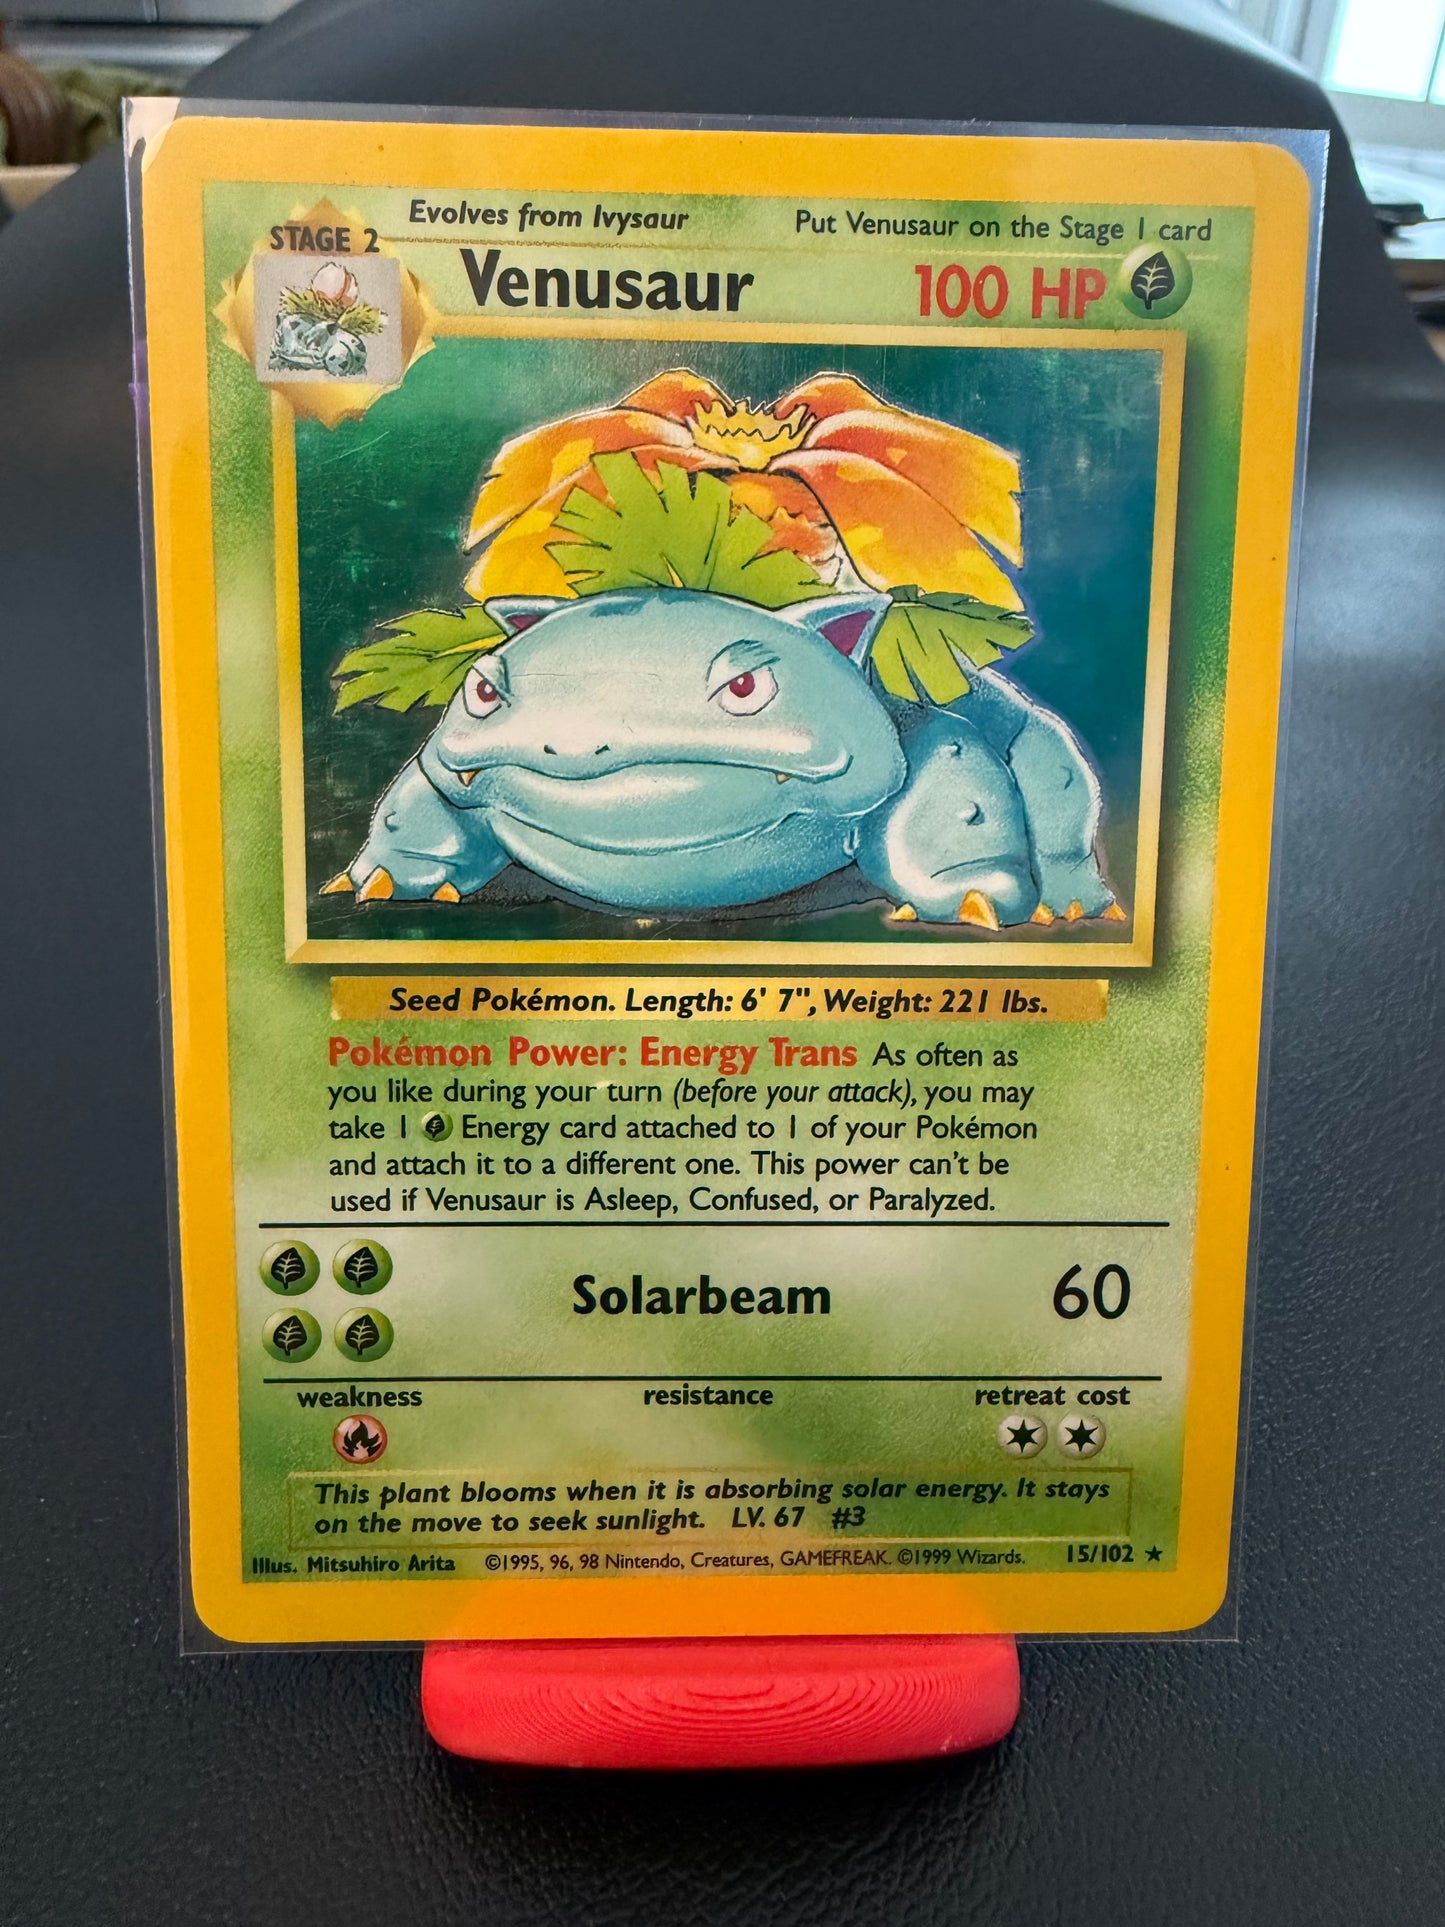 Evolves from Ivysaur
Put Venusaur on the Stage 1 card
STAGE 2
Venusaur
100 HP
Seed Pokémon. Length: 6' 7", Weight: 221 lbs.
Pokémon Power: Energy Trans As often as
you like during your turn (before your attack), you may
take 1 Energy card attached to 1 of your Pokémon
and attach it to a different one. This power can't be
used if Venusaur is Asleep, Confused, or Paralyzed.
Solarbeam
60
weakness
resistance
retreat cost
This plant blooms when it is absorbing solar energy. It stays
on the move to seek sunlight. LV. 67 #3
Illus. Mitsuhiro Arita ©1995, 96, 98 Nintendo, Creatures, GAMEFREAK. ©1999 Wizards. 15/102 ★